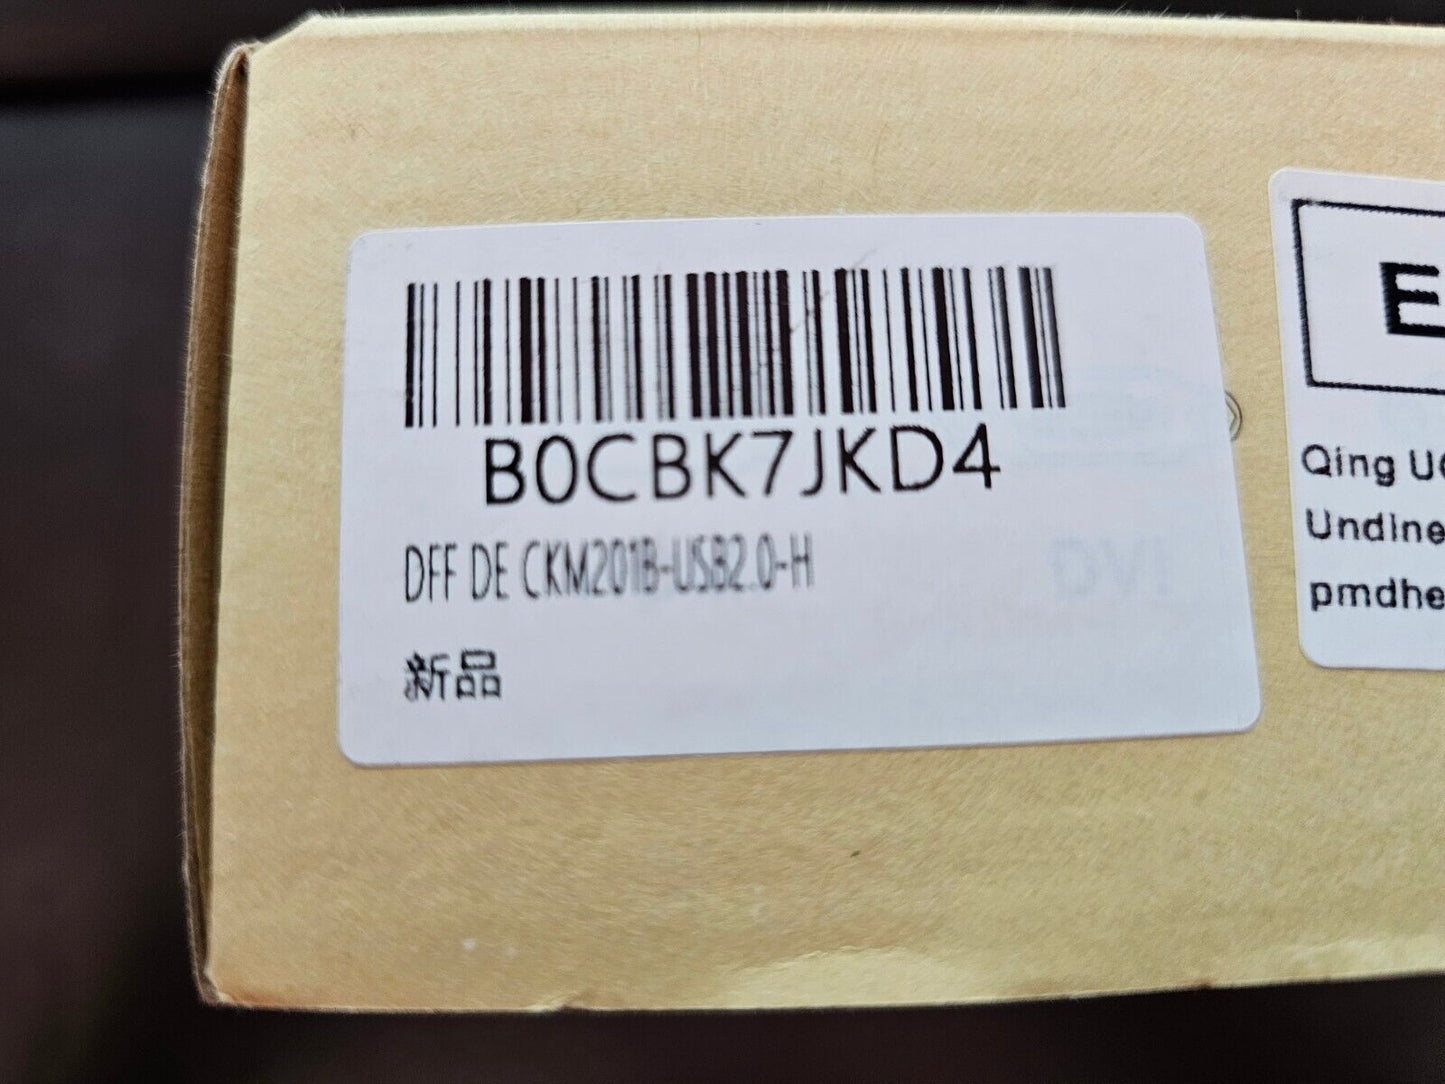 B0CBK7JKD4
DFF DE CKM201B-USB2.0-H
新品
E
Qing
Undine
pmdhe
DVI